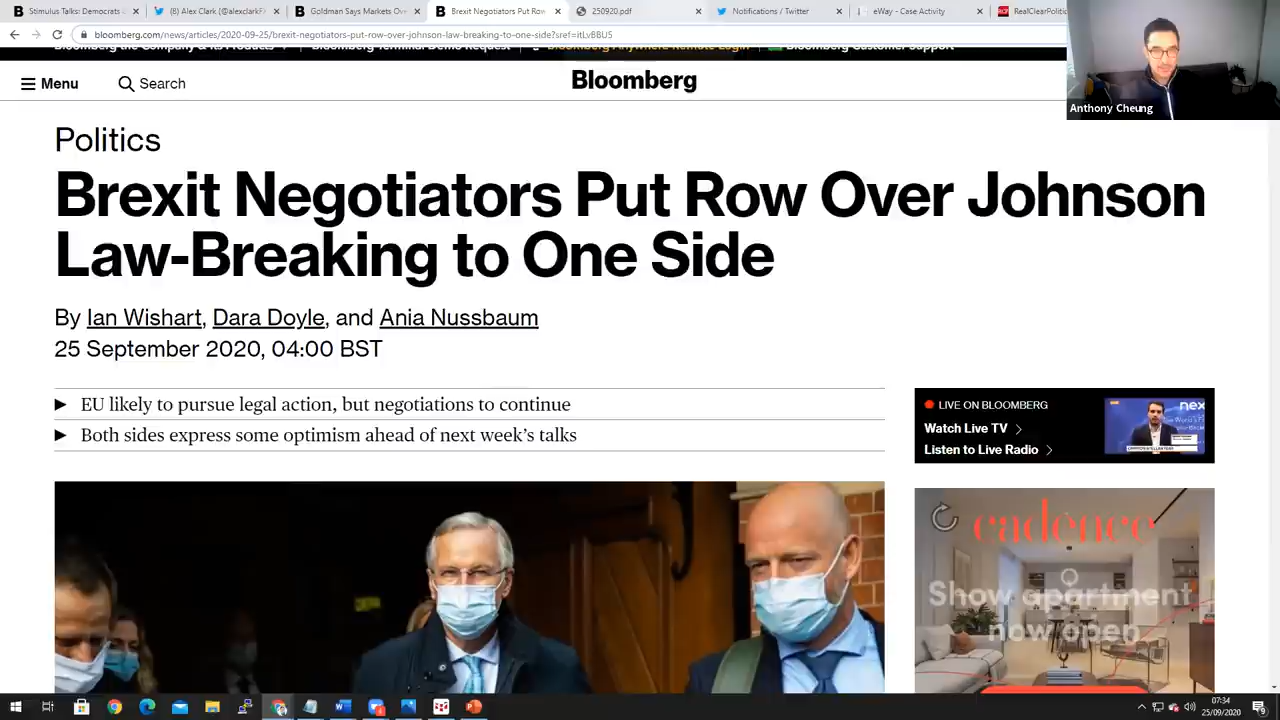 Stimulus Talks: Democrats
(8) Alex Clark (@alexclarkF
Goldman Says Markets Ove
Brexit Negotiators Put Row
250920.pdf
Notifications / Twitter
eWay - Case Activity
RealClearPolitic
bloomberg.com/news/articles/2020-09-25/brexit-negotiators-put-row-over-johnson-law-breaking-to-one-side?sref=itLvBBU5
Menu
Search
Bloomberg
Anthony Cheung
Politics
Brexit Negotiators Put Row Over Johnson
Law-Breaking to One Side
By Ian Wishart, Dara Doyle, and Ania Nussbaum
25 September 2020, 04:00 BST
EU likely to pursue legal action, but negotiations to continue
Both sides express some optimism ahead of next week's talks
LIVE ON BLOOMBERG
Watch Live TV
Listen to Live Radio
cadence
Show apartment
now open
07:34
25/09/2020